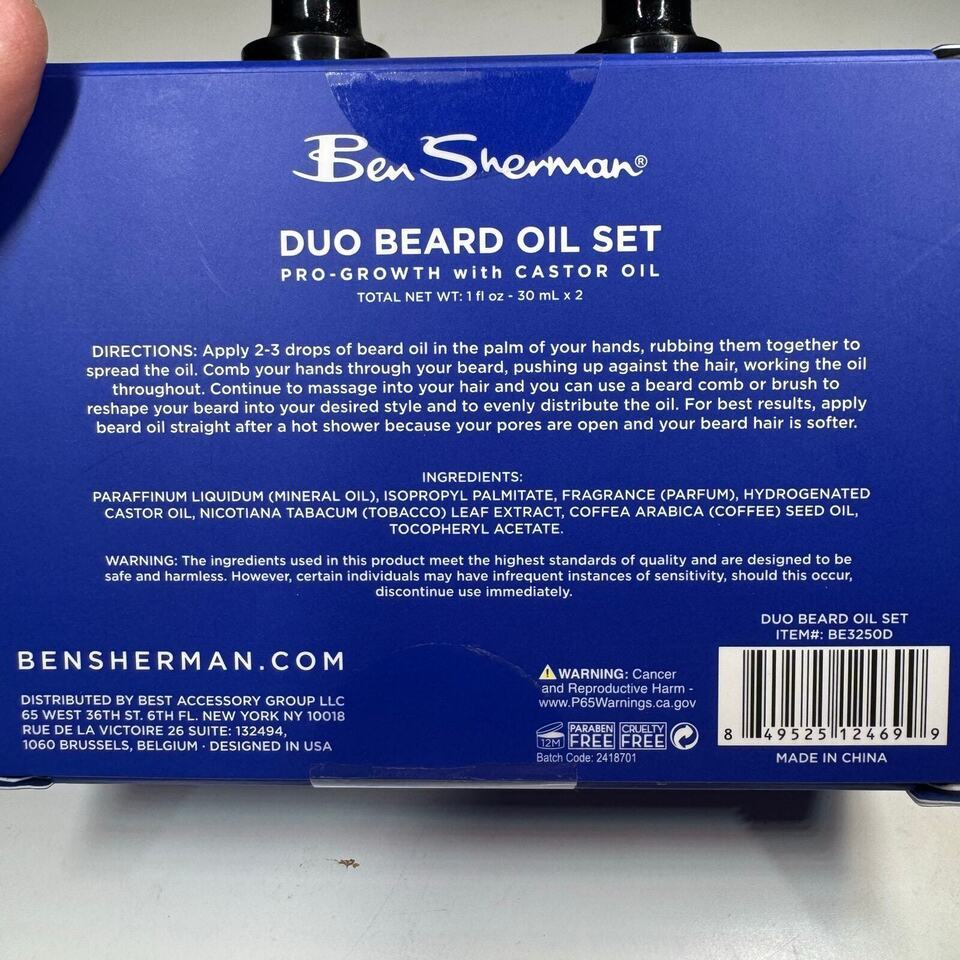 Ben Sherman®
DUO BEARD OIL SET
PRO-GROWTH with CASTOR OIL
TOTAL NET WT: 1 fl oz - 30 mL x 2
DIRECTIONS: Apply 2-3 drops of beard oil in the palm of your hands, rubbing them together to
spread the oil. Comb your hands through your beard, pushing up against the hair, working the oil
throughout. Continue to massage into your hair and you can use a beard comb or brush to
reshape your beard into your desired style and to evenly distribute the oil. For best results, apply
beard oil straight after a hot shower because your pores are open and your beard hair is softer.
INGREDIENTS:
PARAFFINUM LIQUIDUM (MINERAL OIL), ISOPROPYL PALMITATE, FRAGRANCE (PARFUM), HYDROGENATED
CASTOR OIL, NICOTIANA TABACUM (TOBACCO) LEAF EXTRACT, COFFEA ARABICA (COFFEE) SEED OIL,
TOCOPHERYL ACETATE.
WARNING: The ingredients used in this product meet the highest standards of quality and are designed to be
safe and harmless. However, certain individuals may have infrequent instances of sensitivity, should this occur,
discontinue use immediately.
BENSHERMAN.COM
DISTRIBUTED BY BEST ACCESSORY GROUP LLC
65 WEST 36TH ST. 6TH FL. NEW YORK NY 10018
RUE DE LA VICTOIRE 26 SUITE: 132494,
1060 BRUSSELS, BELGIUM · DESIGNED IN USA
WARNING: Cancer
and Reproductive Harm -
www.P65Warnings.ca.gov
12M
PARABEN FREE
CRUELTY FREE
Batch Code: 2418701
DUO BEARD OIL SET
ITEM#: BE3250D
8 49525 12469 9
MADE IN CHINA